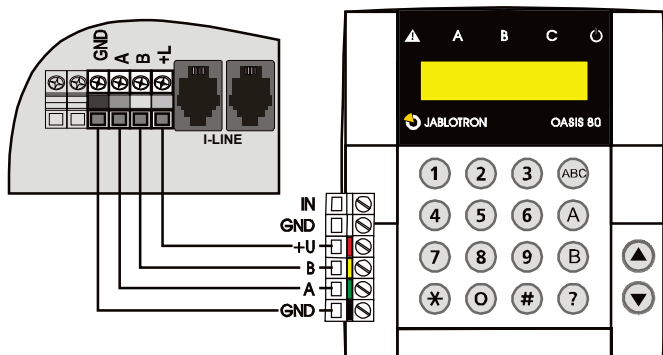 GND A B +L
I-LINE
A B C
JABLOTRON OASIS 80
1 2 3 ABC
4 5 6 A
7 8 9 B
* 0 # ?
IN
GND
+U
B
A
GND